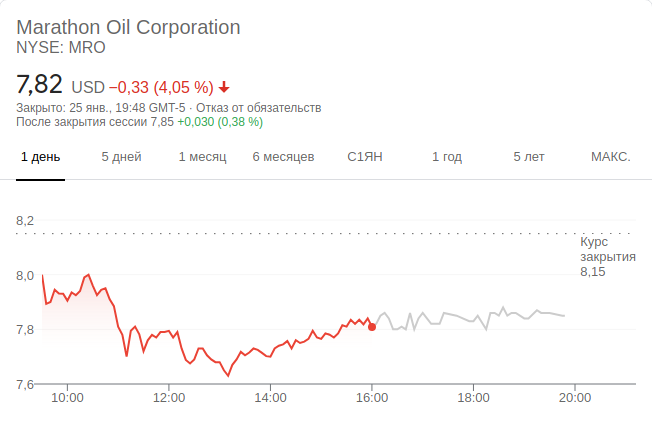 Marathon Oil Corporation
NYSE: MRO
7,82 USD −0,33 (4,05 %)
Закрыто: 25 янв., 19:48 GMT-5 · Отказ от обязательств
После закрытия сессии 7,85 +0,030 (0,38 %)
1 день 5 дней 1 месяц 6 месяцев С1ЯН 1 год 5 лет МАКС.
8,2
Курс
закрытия
8,15
8,0
7,8
7,6
10:00 12:00 14:00 16:00 18:00 20:00